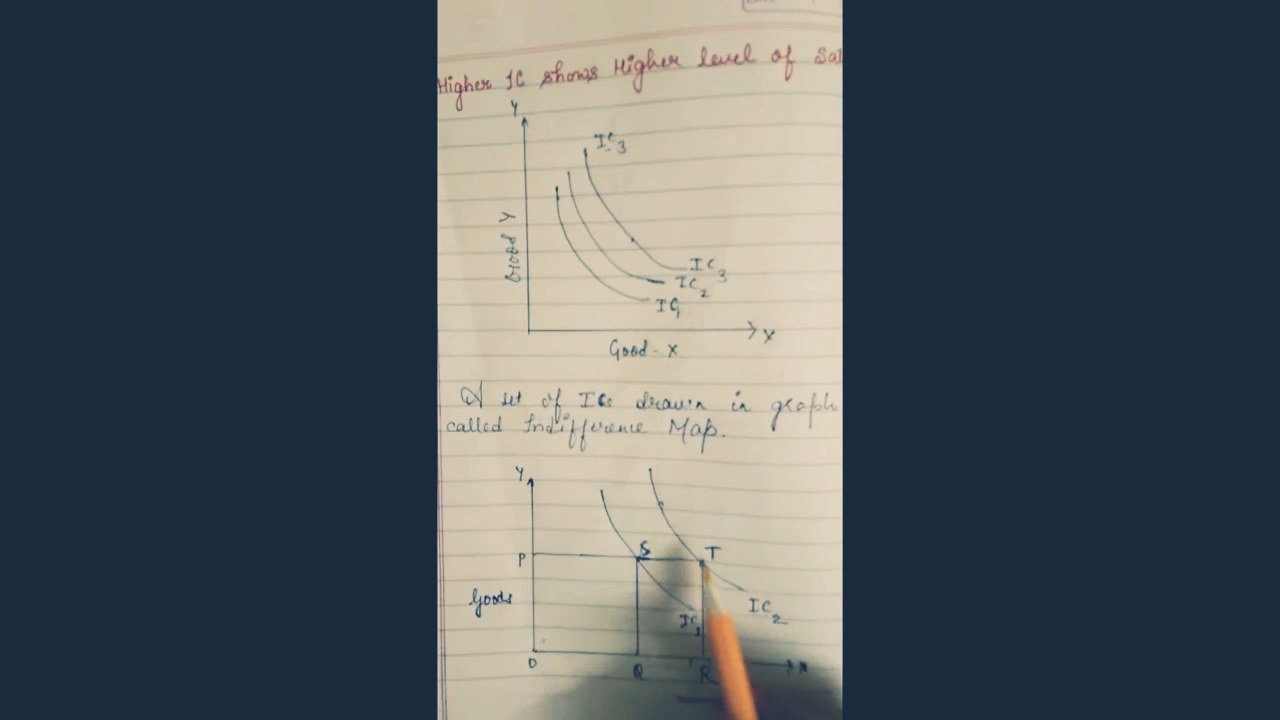 Higher IC shows Higher level of Sa
Y
IC3
Good Y
IC3
IC2
IC1
X
Good - X
A set of ICs drawn in graph
called Indifference Map.
Y
S
T
P
Goods
IC2
IC1
O
Q
R
X